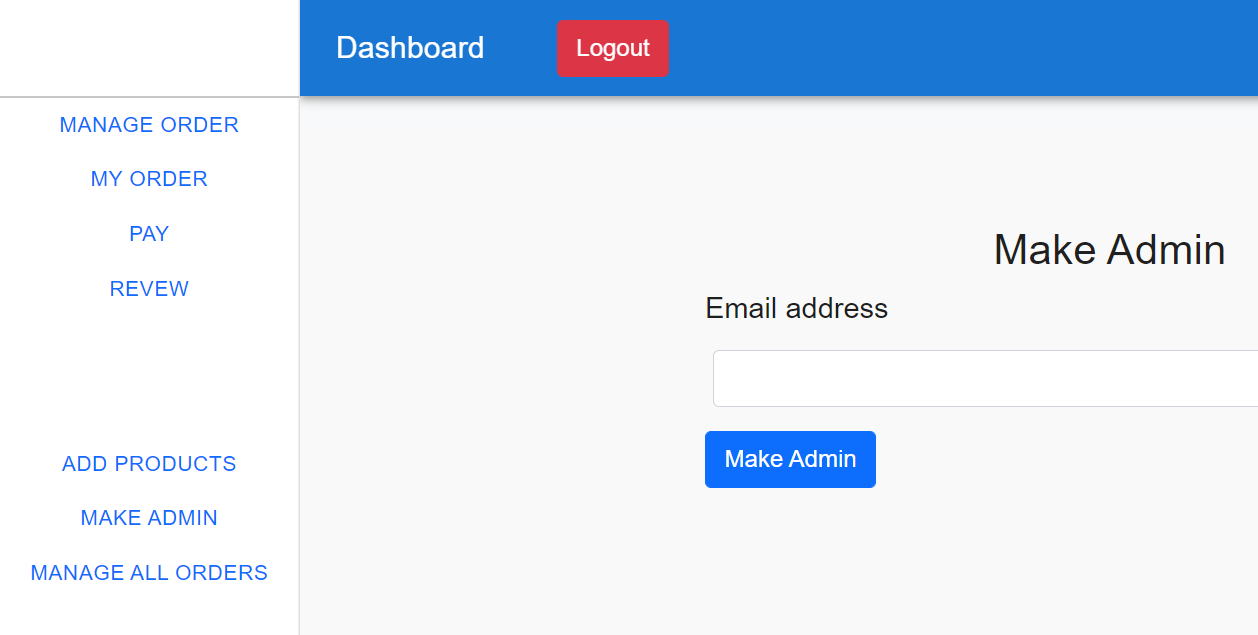 Dashboard
Logout
MANAGE ORDER
MY ORDER
PAY
REVEW
ADD PRODUCTS
MAKE ADMIN
MANAGE ALL ORDERS
Make Admin
Email address
Make Admin